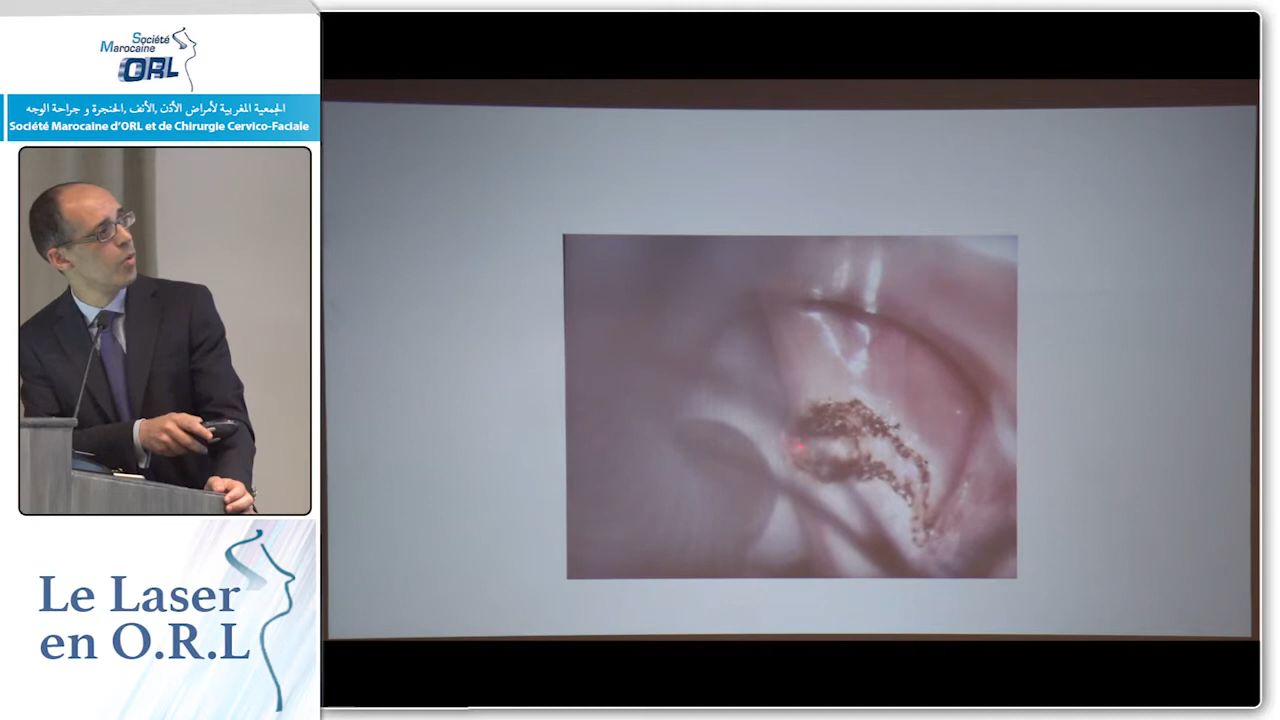 Société
Marocaine
ORL
الجمعية المغربية لأمراض الأذن ,الأنف ,الحنجرة و جراحة الوجه
Société Marocaine d'ORL et de Chirurgie Cervico-Faciale
Le Laser
en O.R.L